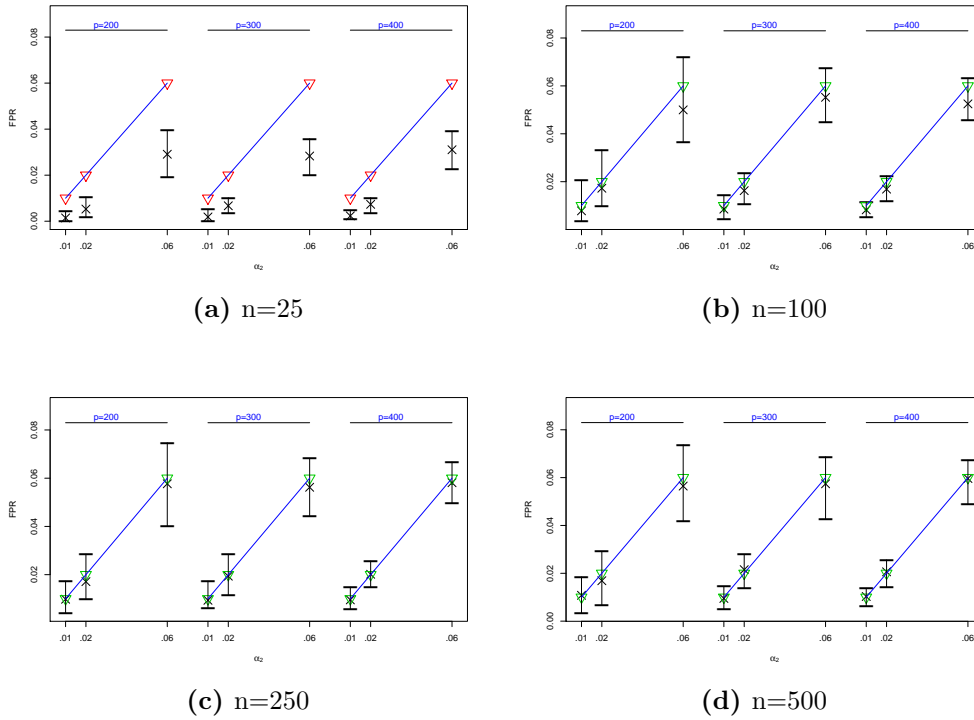 p=200 p=300 p=400
FPR
0.00 0.02 0.04 0.06 0.08
.01 .02 .06 .01 .02 .06 .01 .02 .06
α₂
(a) n=25
p=200 p=300 p=400
FPR
0.02 0.04 0.06 0.08
.01 .02 .06 .01 .02 .06 .01 .02 .06
α₂
(b) n=100
p=200 p=300 p=400
FPR
0.02 0.04 0.06 0.08
.01 .02 .06 .01 .02 .06 .01 .02 .06
α₂
(c) n=250
p=200 p=300 p=400
FPR
0.00 0.02 0.04 0.06 0.08
.01 .02 .06 .01 .02 .06 .01 .02 .06
α₂
(d) n=500